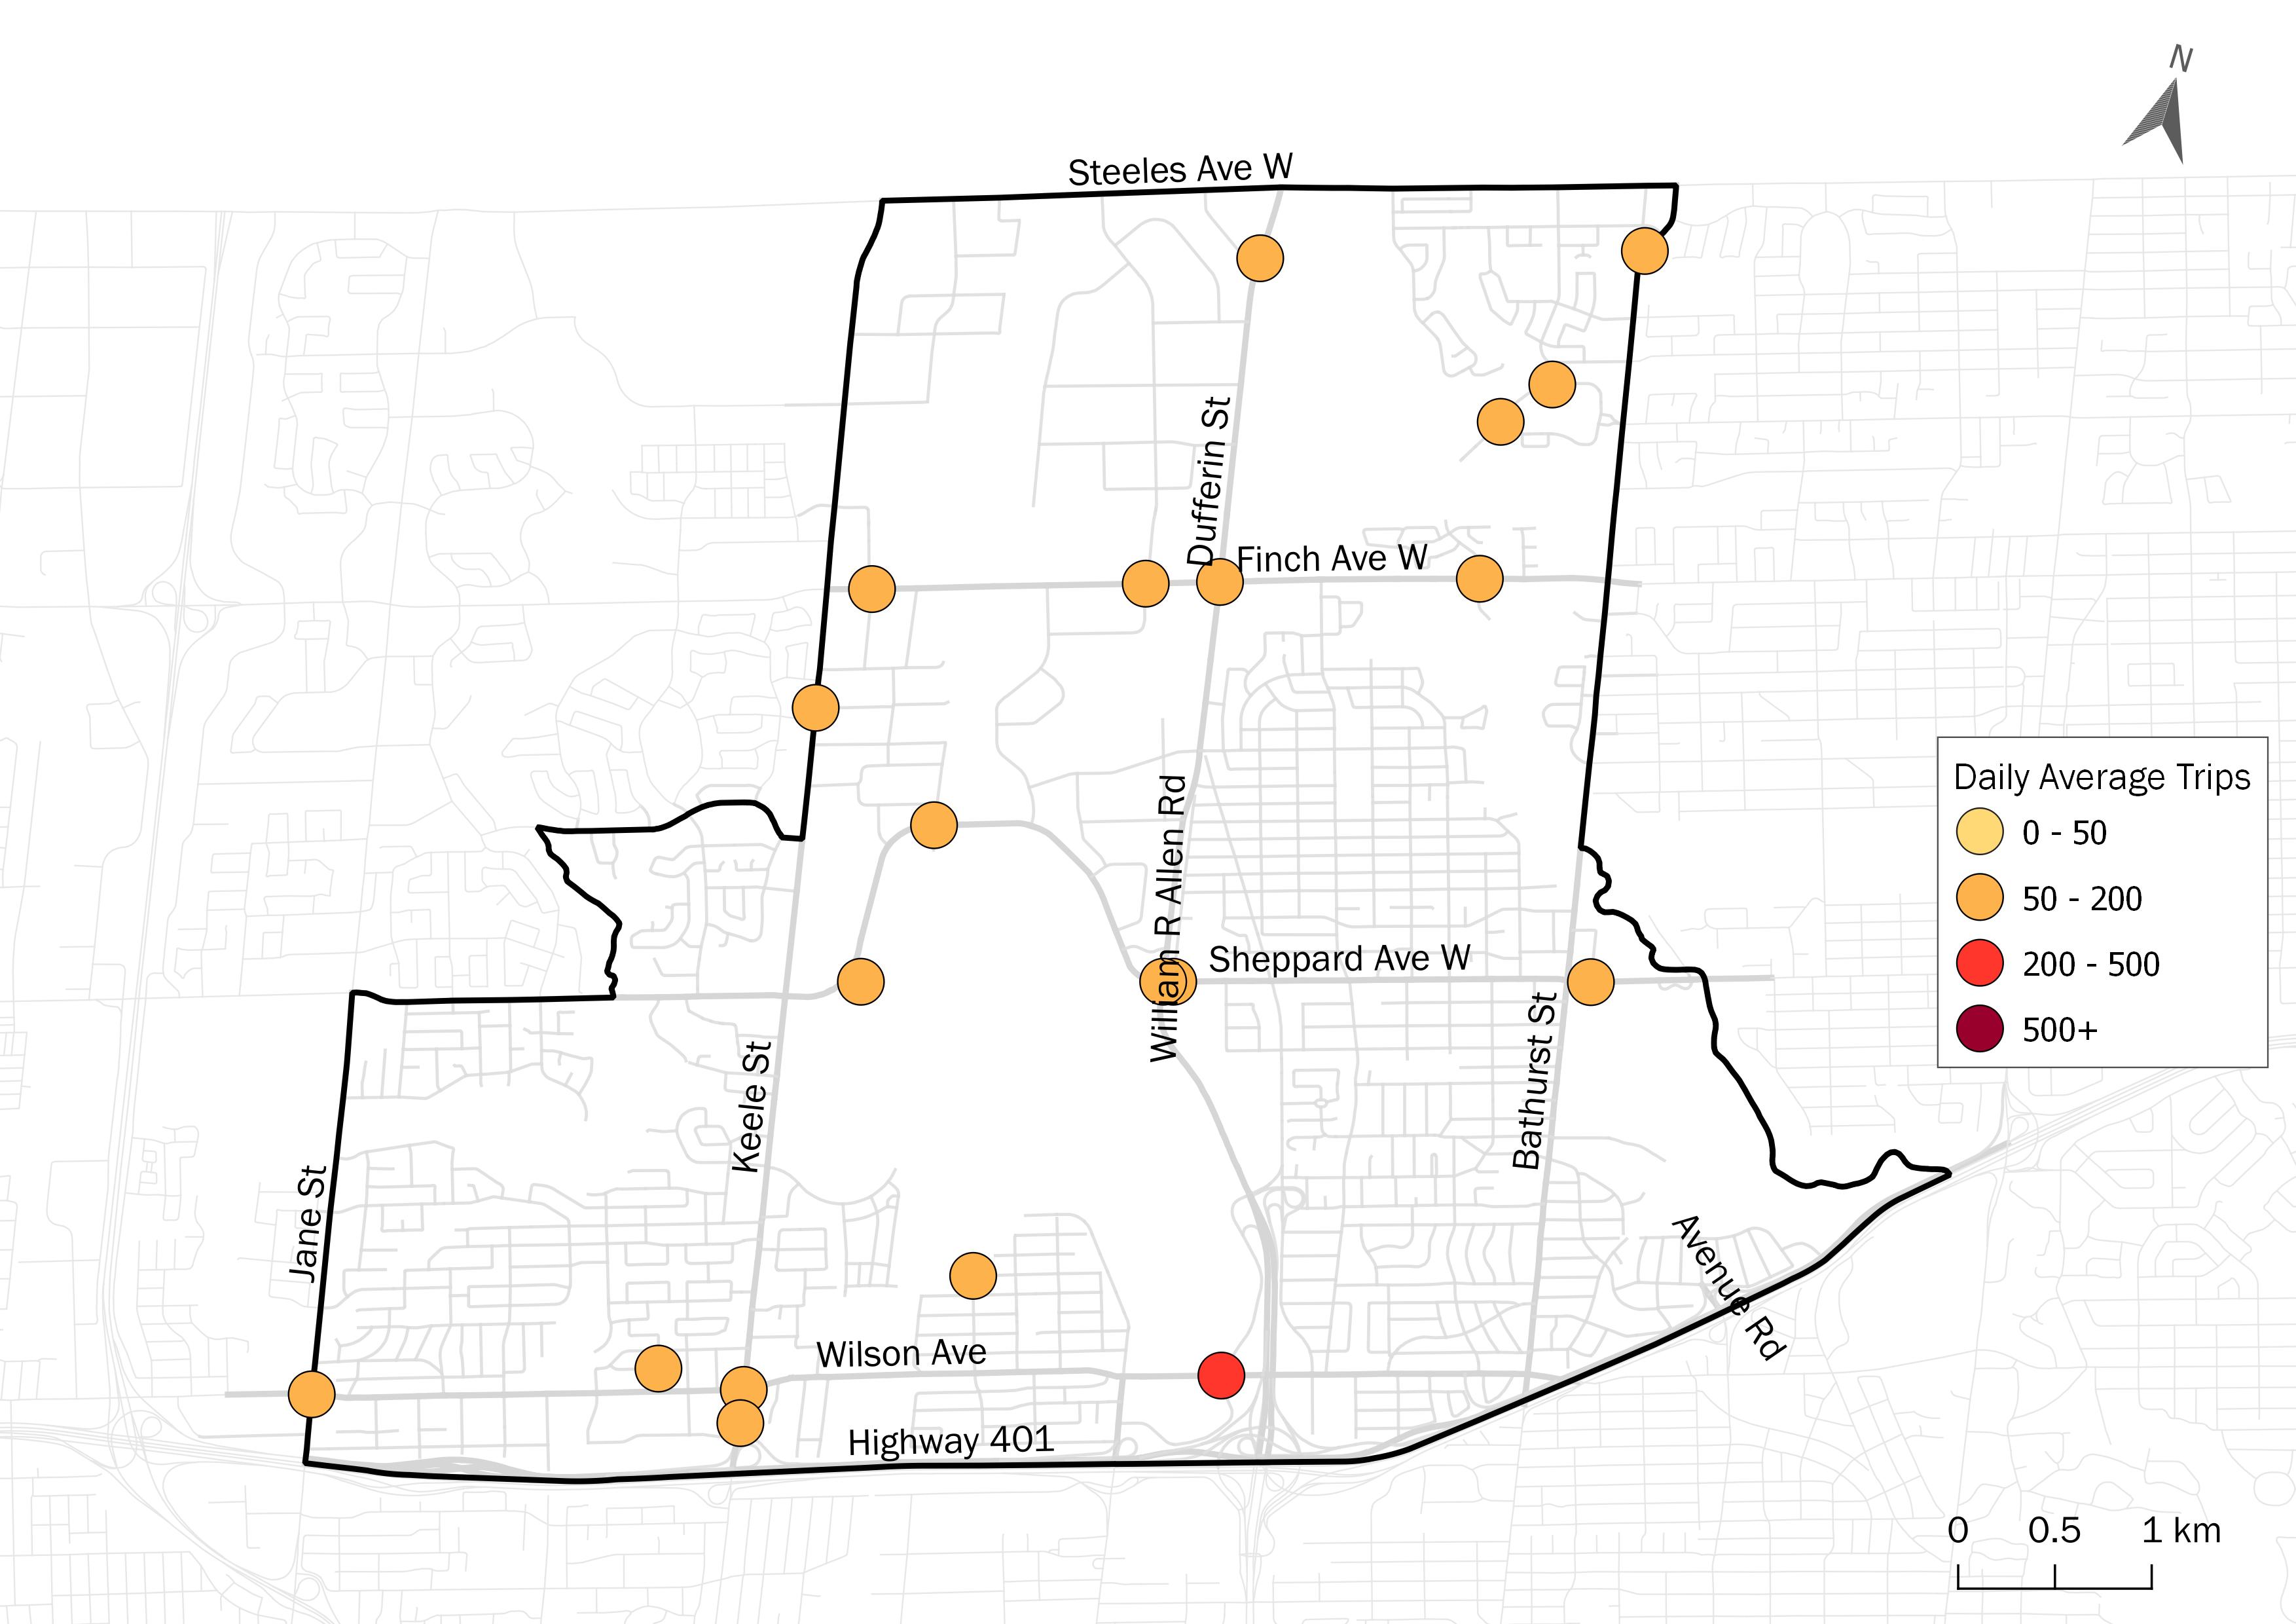 N
Steeles Ave W
Dufferin St
Finch Ave W
Daily Average Trips
0 - 50
50 - 200
200 - 500
500+
William R Allen Rd
Sheppard Ave W
Keele St
Bathurst St
Jane St
Avenue Rd
Wilson Ave
Highway 401
0 0.5 1 km